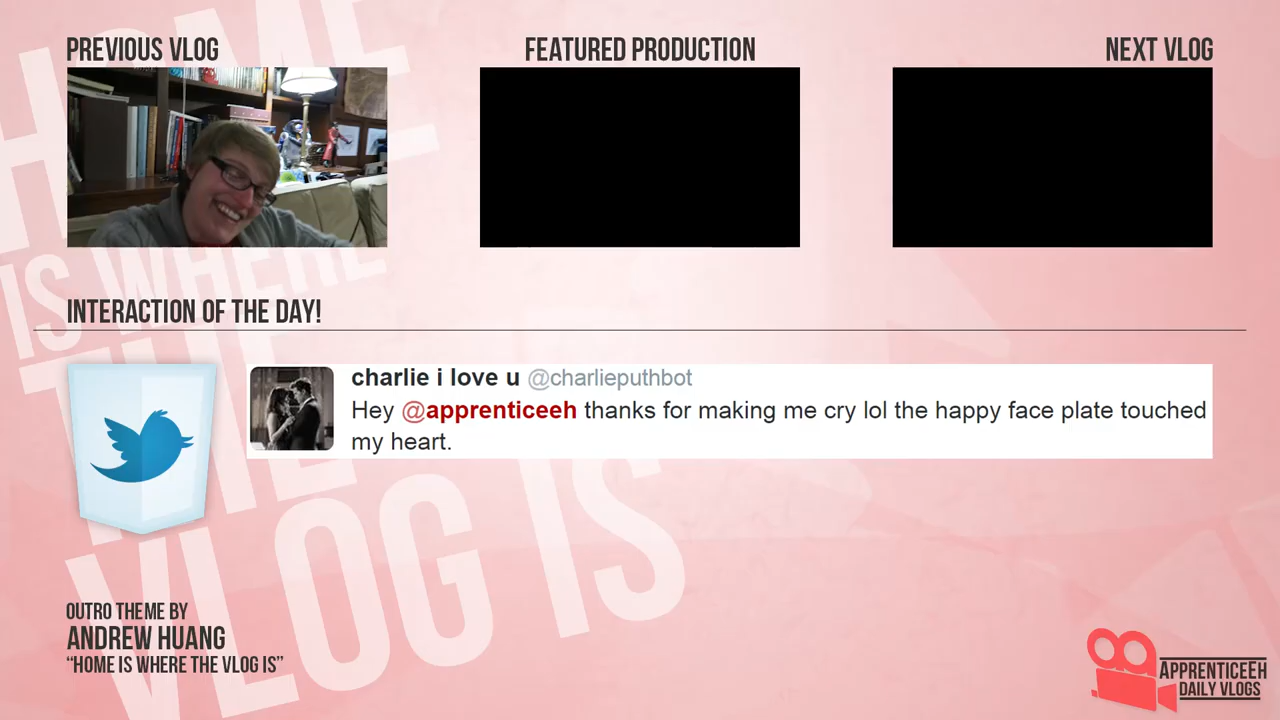 PREVIOUS VLOG
FEATURED PRODUCTION
NEXT VLOG
INTERACTION OF THE DAY!
charlie i love u @charlieputhbot
Hey @apprenticeeh thanks for making me cry lol the happy face plate touched
my heart.
HOME
IS WHERE
THE
VLOG IS
OUTRO THEME BY
ANDREW HUANG
“HOME IS WHERE THE VLOG IS”
APPRENTICEEH
DAILY VLOGS